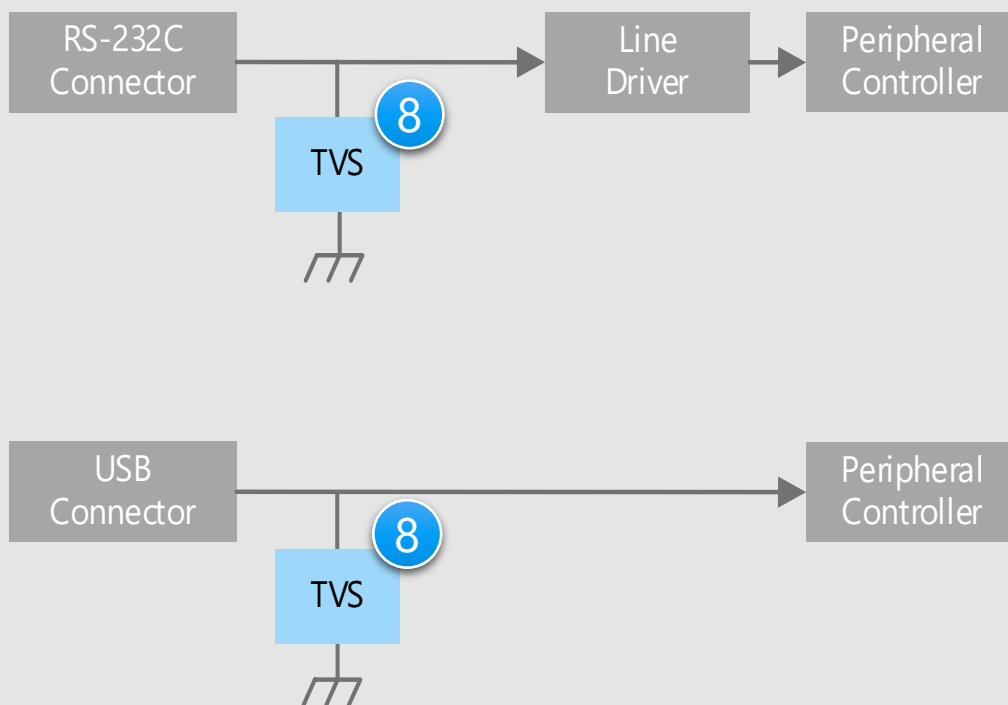 RS-232C
Connector
Line
Driver
Peripheral
Controller
8
TVS
USB
Connector
Peripheral
Controller
8
TVS